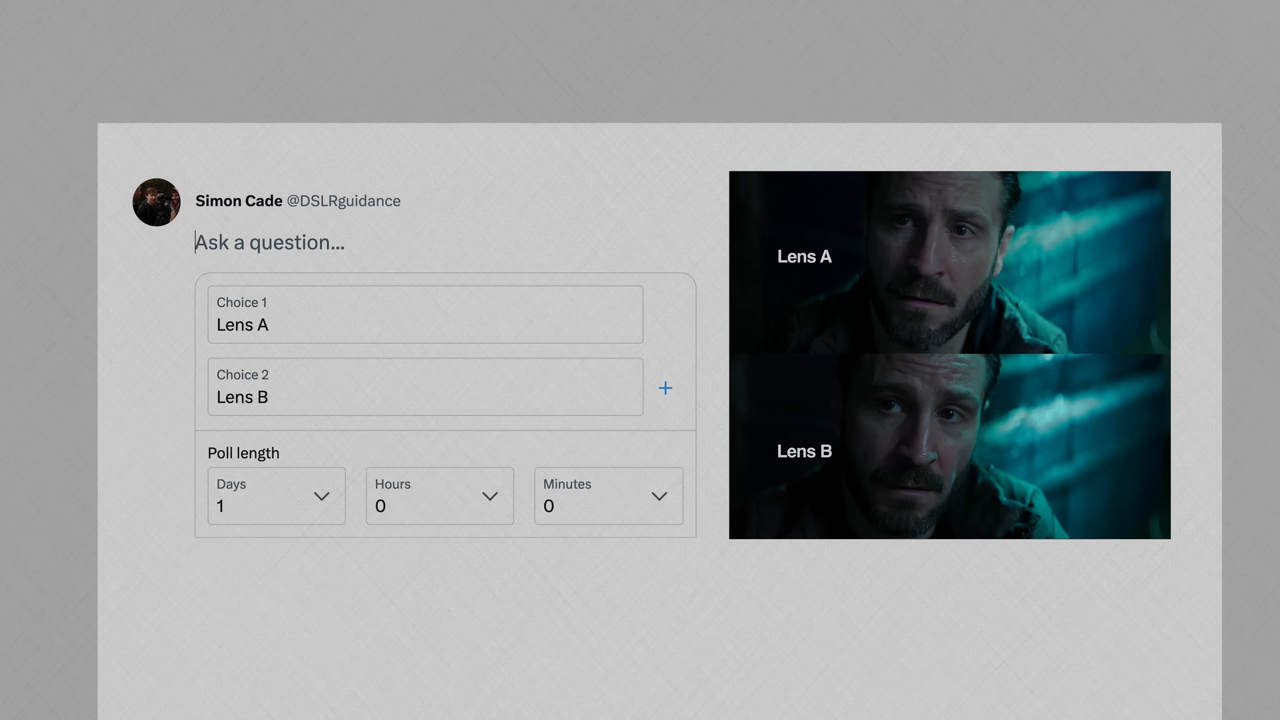 Simon Cade @DSLRguidance
Ask a question...
Choice 1
Lens A
Choice 2
Lens B
Poll length
Days
1
Hours
0
Minutes
0
Lens A
Lens B